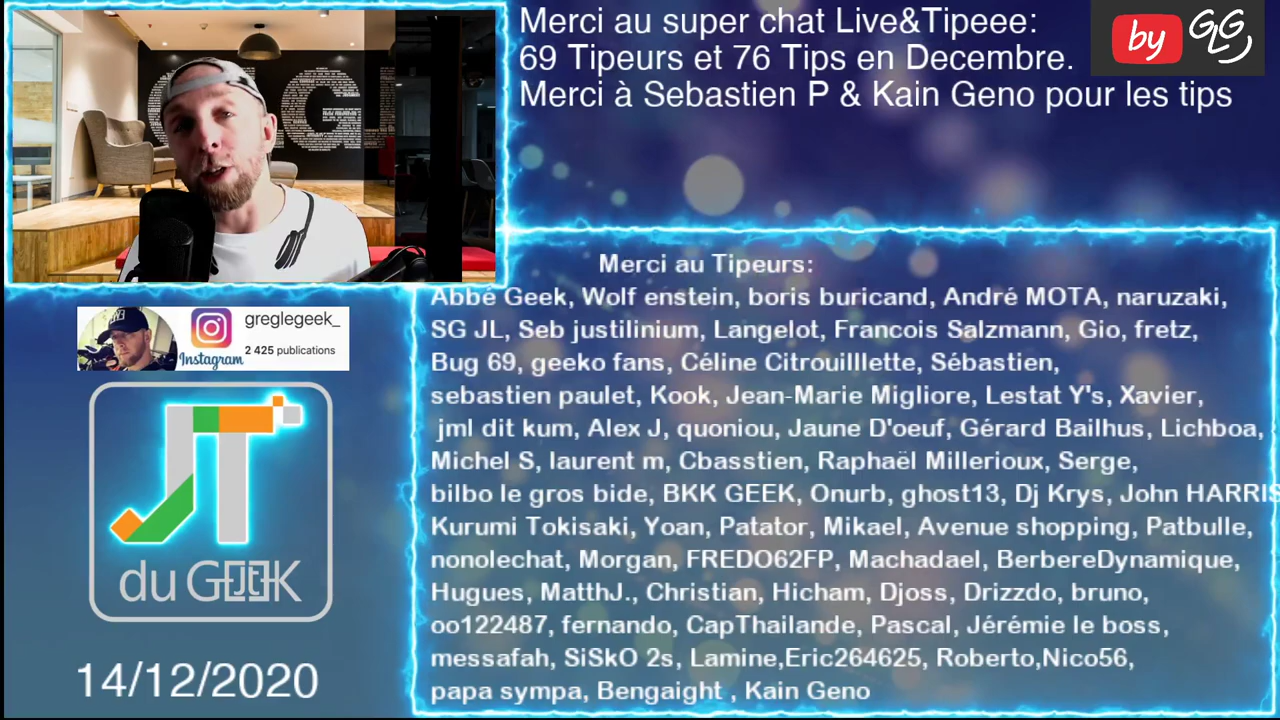 Merci au super chat Live&Tipeee:
69 Tipeurs et 76 Tips en Decembre.
Merci à Sebastien P & Kain Geno pour les tips
by GLG
Merci au Tipeurs:
Abbé Geek, Wolf enstein, boris buricand, André MOTA, naruzaki,
SG JL, Seb justilinium, Langelot, Francois Salzmann, Gio, fretz,
Bug 69, geeko fans, Céline Citrouilllette, Sébastien,
sebastien paulet, Kook, Jean-Marie Migliore, Lestat Y's, Xavier,
jml dit kum, Alex J, quoniou, Jaune D'oeuf, Gérard Bailhus, Lichboa,
Michel S, laurent m, Cbasstien, Raphaël Millerioux, Serge,
bilbo le gros bide, BKK GEEK, Onurb, ghost13, Dj Krys, John HARRIS
Kurumi Tokisaki, Yoan, Patator, Mikael, Avenue shopping, Patbulle,
nonolechat, Morgan, FREDO62FP, Machadael, BerbereDynamique,
Hugues, MatthJ., Christian, Hicham, Djoss, Drizzdo, bruno,
oo122487, fernando, CapThailande, Pascal, Jérémie le boss,
messafah, SiSkO 2s, Lamine,Eric264625, Roberto,Nico56,
papa sympa, Bengaight , Kain Geno
greglegeek_
Instagram
2 425 publications
JT
du GEEK
14/12/2020